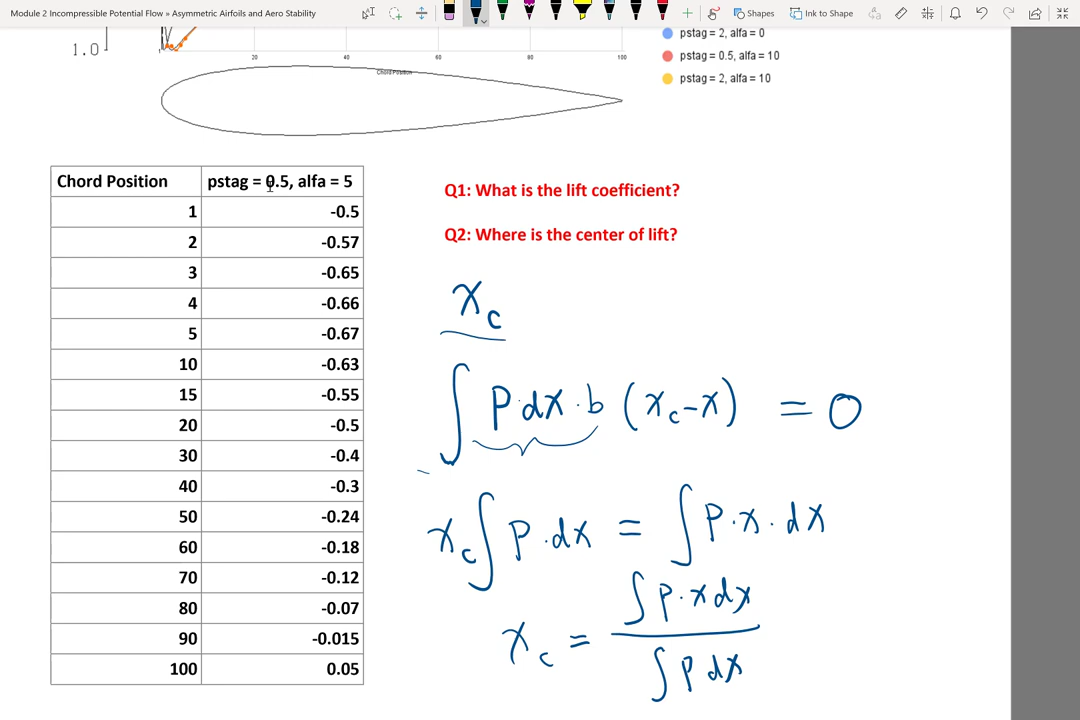 Module 2 Incompressible Potential Flow » Asymmetric Airfoils and Aero Stability
Shapes
Ink to Shape
1.0
20 40 60 80 100
Chord Position
pstag = 2, alfa = 0
pstag = 0.5, alfa = 10
pstag = 2, alfa = 10
Chord Position pstag = 0.5, alfa = 5
1 -0.5
2 -0.57
3 -0.65
4 -0.66
5 -0.67
10 -0.63
15 -0.55
20 -0.5
30 -0.4
40 -0.3
50 -0.24
60 -0.18
70 -0.12
80 -0.07
90 -0.015
100 0.05
Q1: What is the lift coefficient?
Q2: Where is the center of lift?
x_c
∫ P·dx·b (x_c-x) = 0
x_c ∫ P·dx = ∫ P·x·dx
x_c = ∫ P·x dx / ∫ P dx